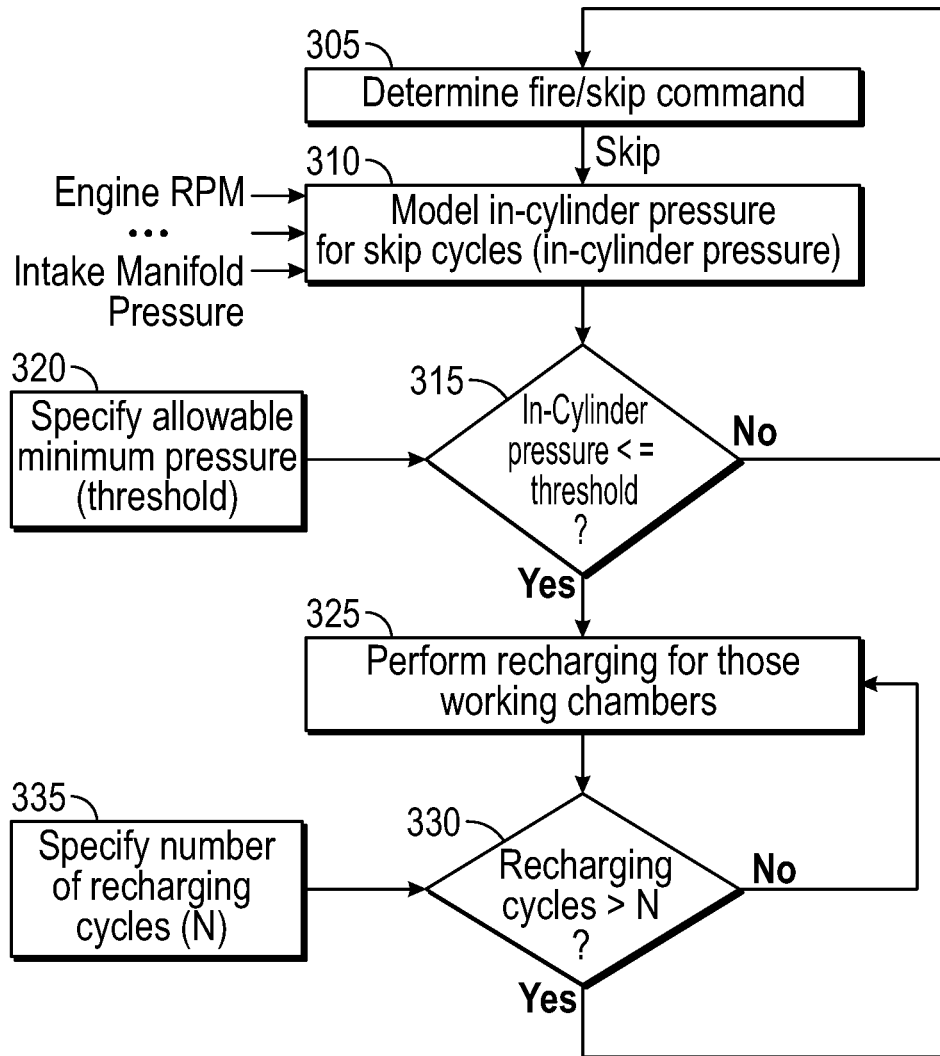 305
Determine fire/skip command
Skip
310
Engine RPM
...
Intake Manifold
Pressure
Model in-cylinder pressure
for skip cycles (in-cylinder pressure)
320
Specify allowable
minimum pressure
(threshold)
315
In-Cylinder
pressure < =
threshold
?
No
Yes
325
Perform recharging for those
working chambers
335
Specify number
of recharging
cycles (N)
330
Recharging
cycles > N
?
No
Yes